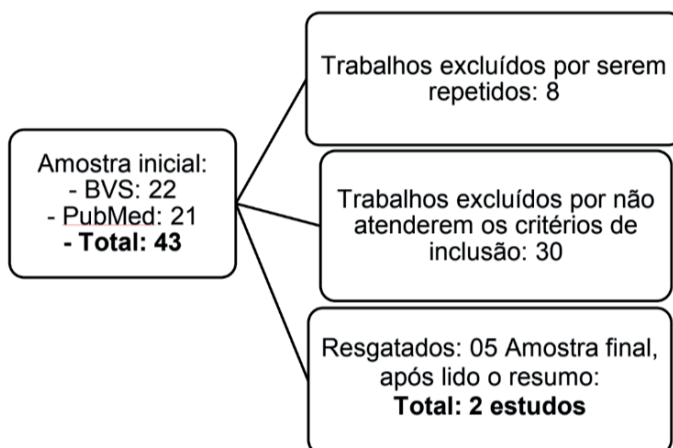 Amostra inicial:
- BVS: 22
- PubMed: 21
- Total: 43
Trabalhos excluídos por serem
repetidos: 8
Trabalhos excluídos por não
atenderem os critérios de
inclusão: 30
Resgatados: 05 Amostra final,
após lido o resumo:
Total: 2 estudos